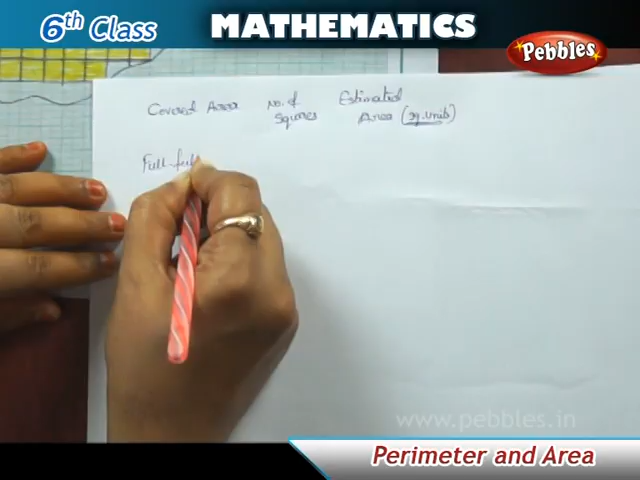 6th Class MATHEMATICS
Pebbles
Covered Area No. of Squares Estimated Area (sq. units)
Full-
www.pebbles.in
Perimeter and Area